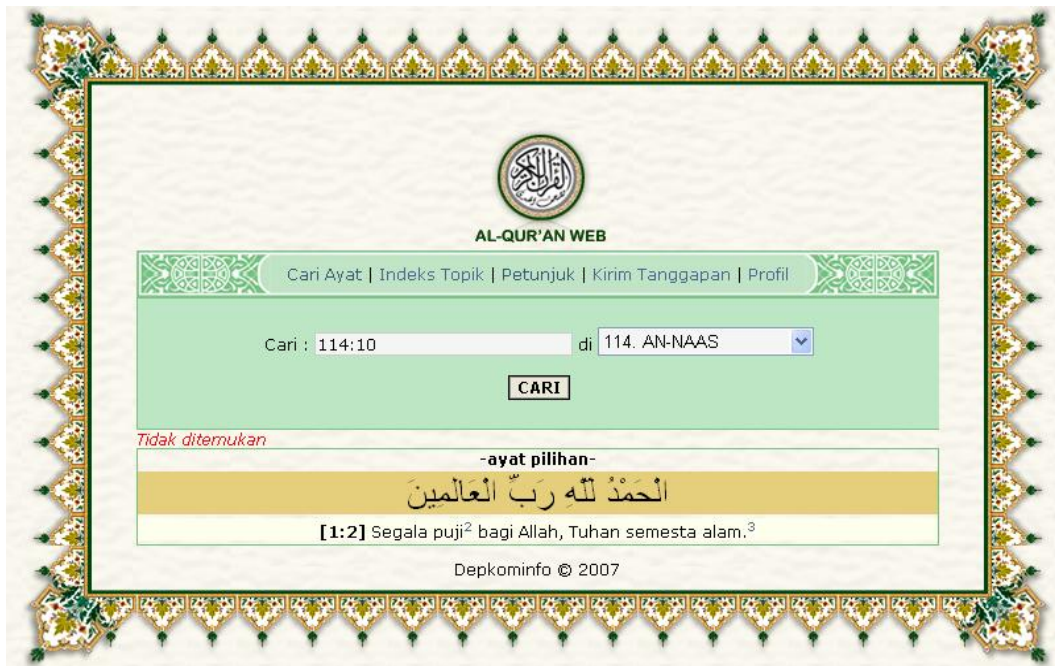 AL-QUR'AN WEB
Cari Ayat | Indeks Topik | Petunjuk | Kirim Tanggapan | Profil
Cari : 114:10 di 114. AN-NAAS
CARI
Tidak ditemukan
-ayat pilihan-
الْحَمْدُ للّهِ رَبِّ الْعَالَمِينَ
[1:2] Segala puji² bagi Allah, Tuhan semesta alam.³
Depkominfo © 2007